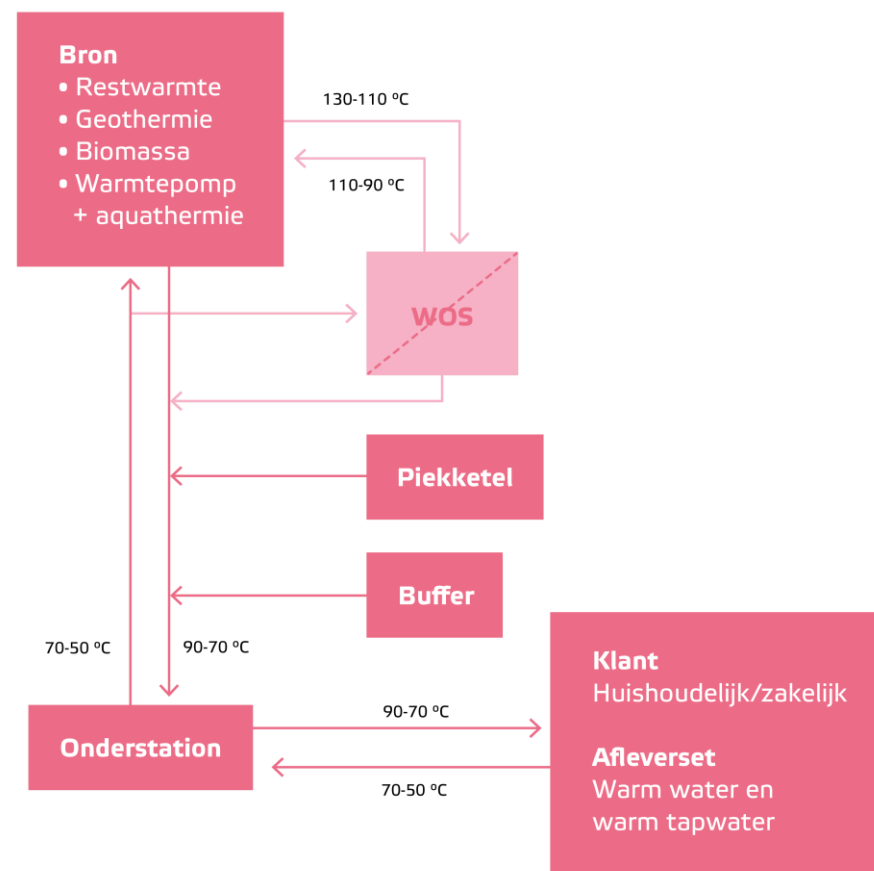 Bron
• Restwarmte
• Geothermie
• Biomassa
• Warmtepomp
+ aquathermie
130-110 ºC
110-90 ºC
WOS
Piekketel
Buffer
70-50 ºC
90-70 ºC
Onderstation
90-70 ºC
70-50 ºC
Klant
Huishoudelijk/zakelijk
Afleverset
Warm water en
warm tapwater